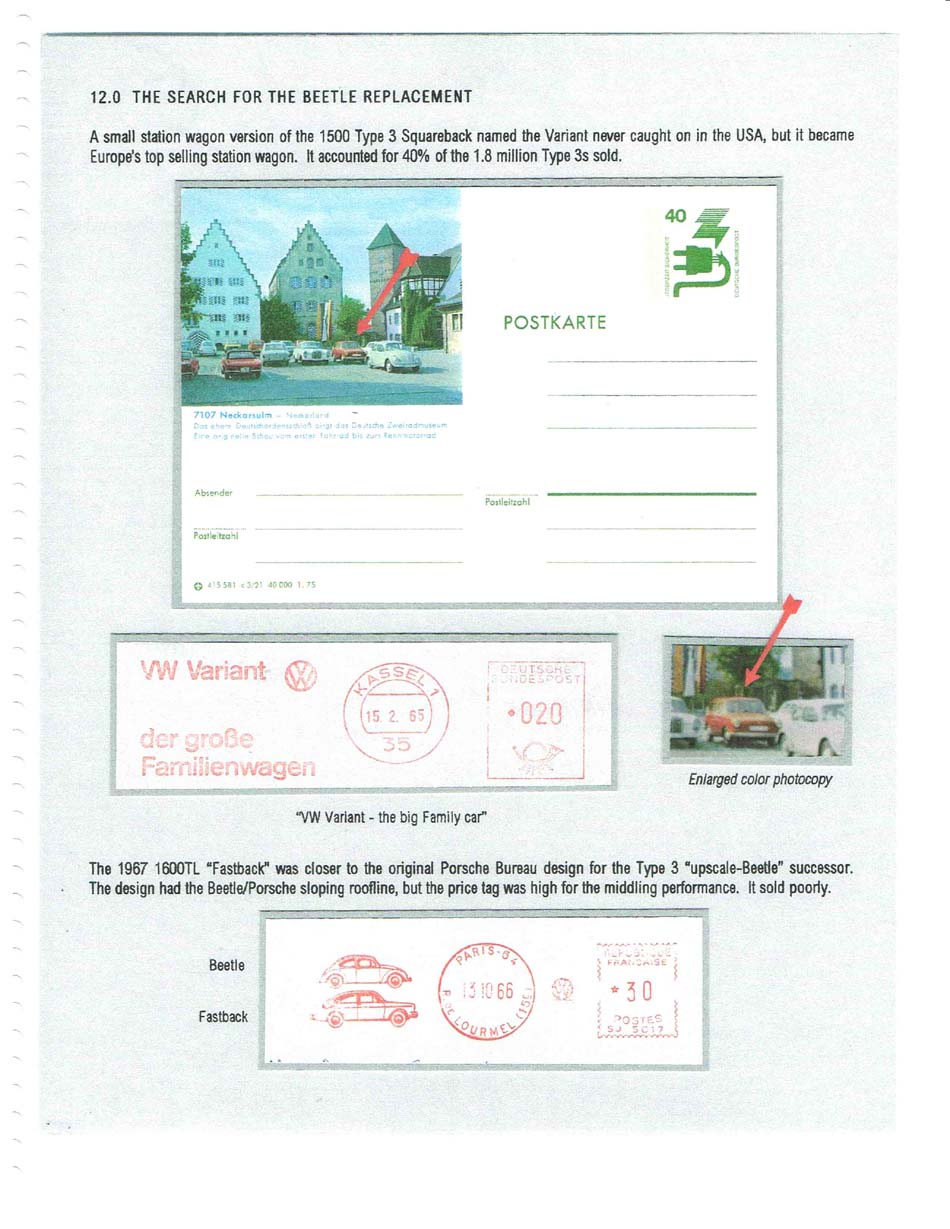 12.0 THE SEARCH FOR THE BEETLE REPLACEMENT
A small station wagon version of the 1500 Type 3 Squareback named the Variant never caught on in the USA, but it became
Europe's top selling station wagon. It accounted for 40% of the 1.8 million Type 3s sold.
40
DEUTSCHE BUNDESPOST
POSTKARTE
7107 Neckarsulm – Neckarland
Das ehem. Deutschordensschloß birgt das Deutsche Zweiradmuseum
Eine originelle Schau vom ersten Fahrrad bis zum Rennmotorrad
Absender
Postleitzahl
Postleitzahl
415 581 c 3/21 40 000 1. 75
VW Variant
VW
der große
Familienwagen
KASSEL 1
15. 2. 65
35
DEUTSCHE
BUNDESPOST
020
Enlarged color photocopy
"VW Variant - the big Family car"
The 1967 1600TL "Fastback" was closer to the original Porsche Bureau design for the Type 3 "upscale-Beetle" successor.
The design had the Beetle/Porsche sloping roofline, but the price tag was high for the middling performance. It sold poorly.
Beetle
Fastback
PARIS-64
13 10 66
R. DE LOURMEL (15E)
REPUBLIQUE
FRANCAISE
* 30
POSTES
SJ 5017